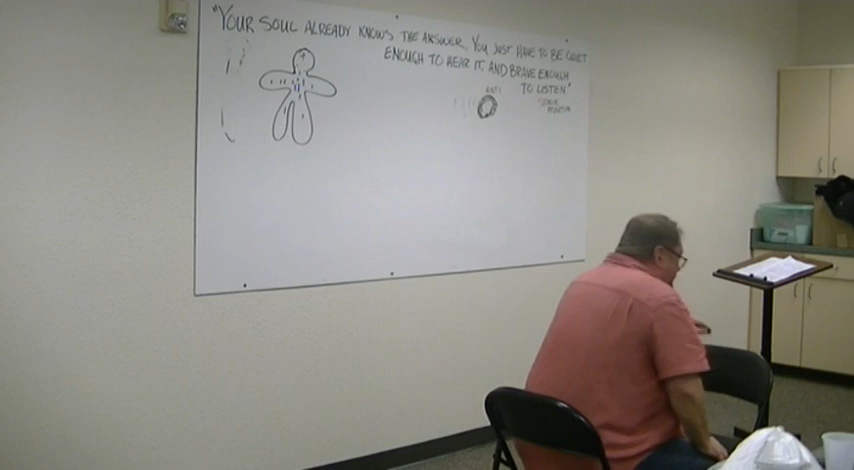 "YOUR SOUL ALREADY KNOWS THE ANSWER. YOU JUST HAVE TO BE QUIET
ENOUGH TO HEAR IT, AND BRAVE ENOUGH
TO LISTEN."